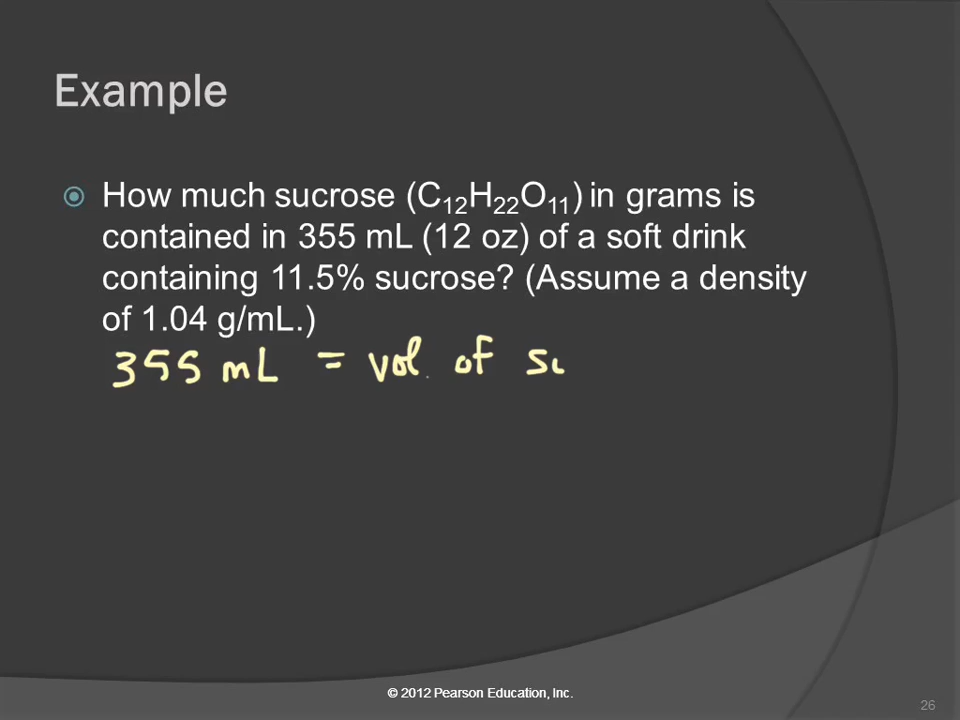 Example
How much sucrose (C₁₂H₂₂O₁₁) in grams is
contained in 355 mL (12 oz) of a soft drink
containing 11.5% sucrose? (Assume a density
of 1.04 g/mL.)
355 mL = vol. of
© 2012 Pearson Education, Inc.
26